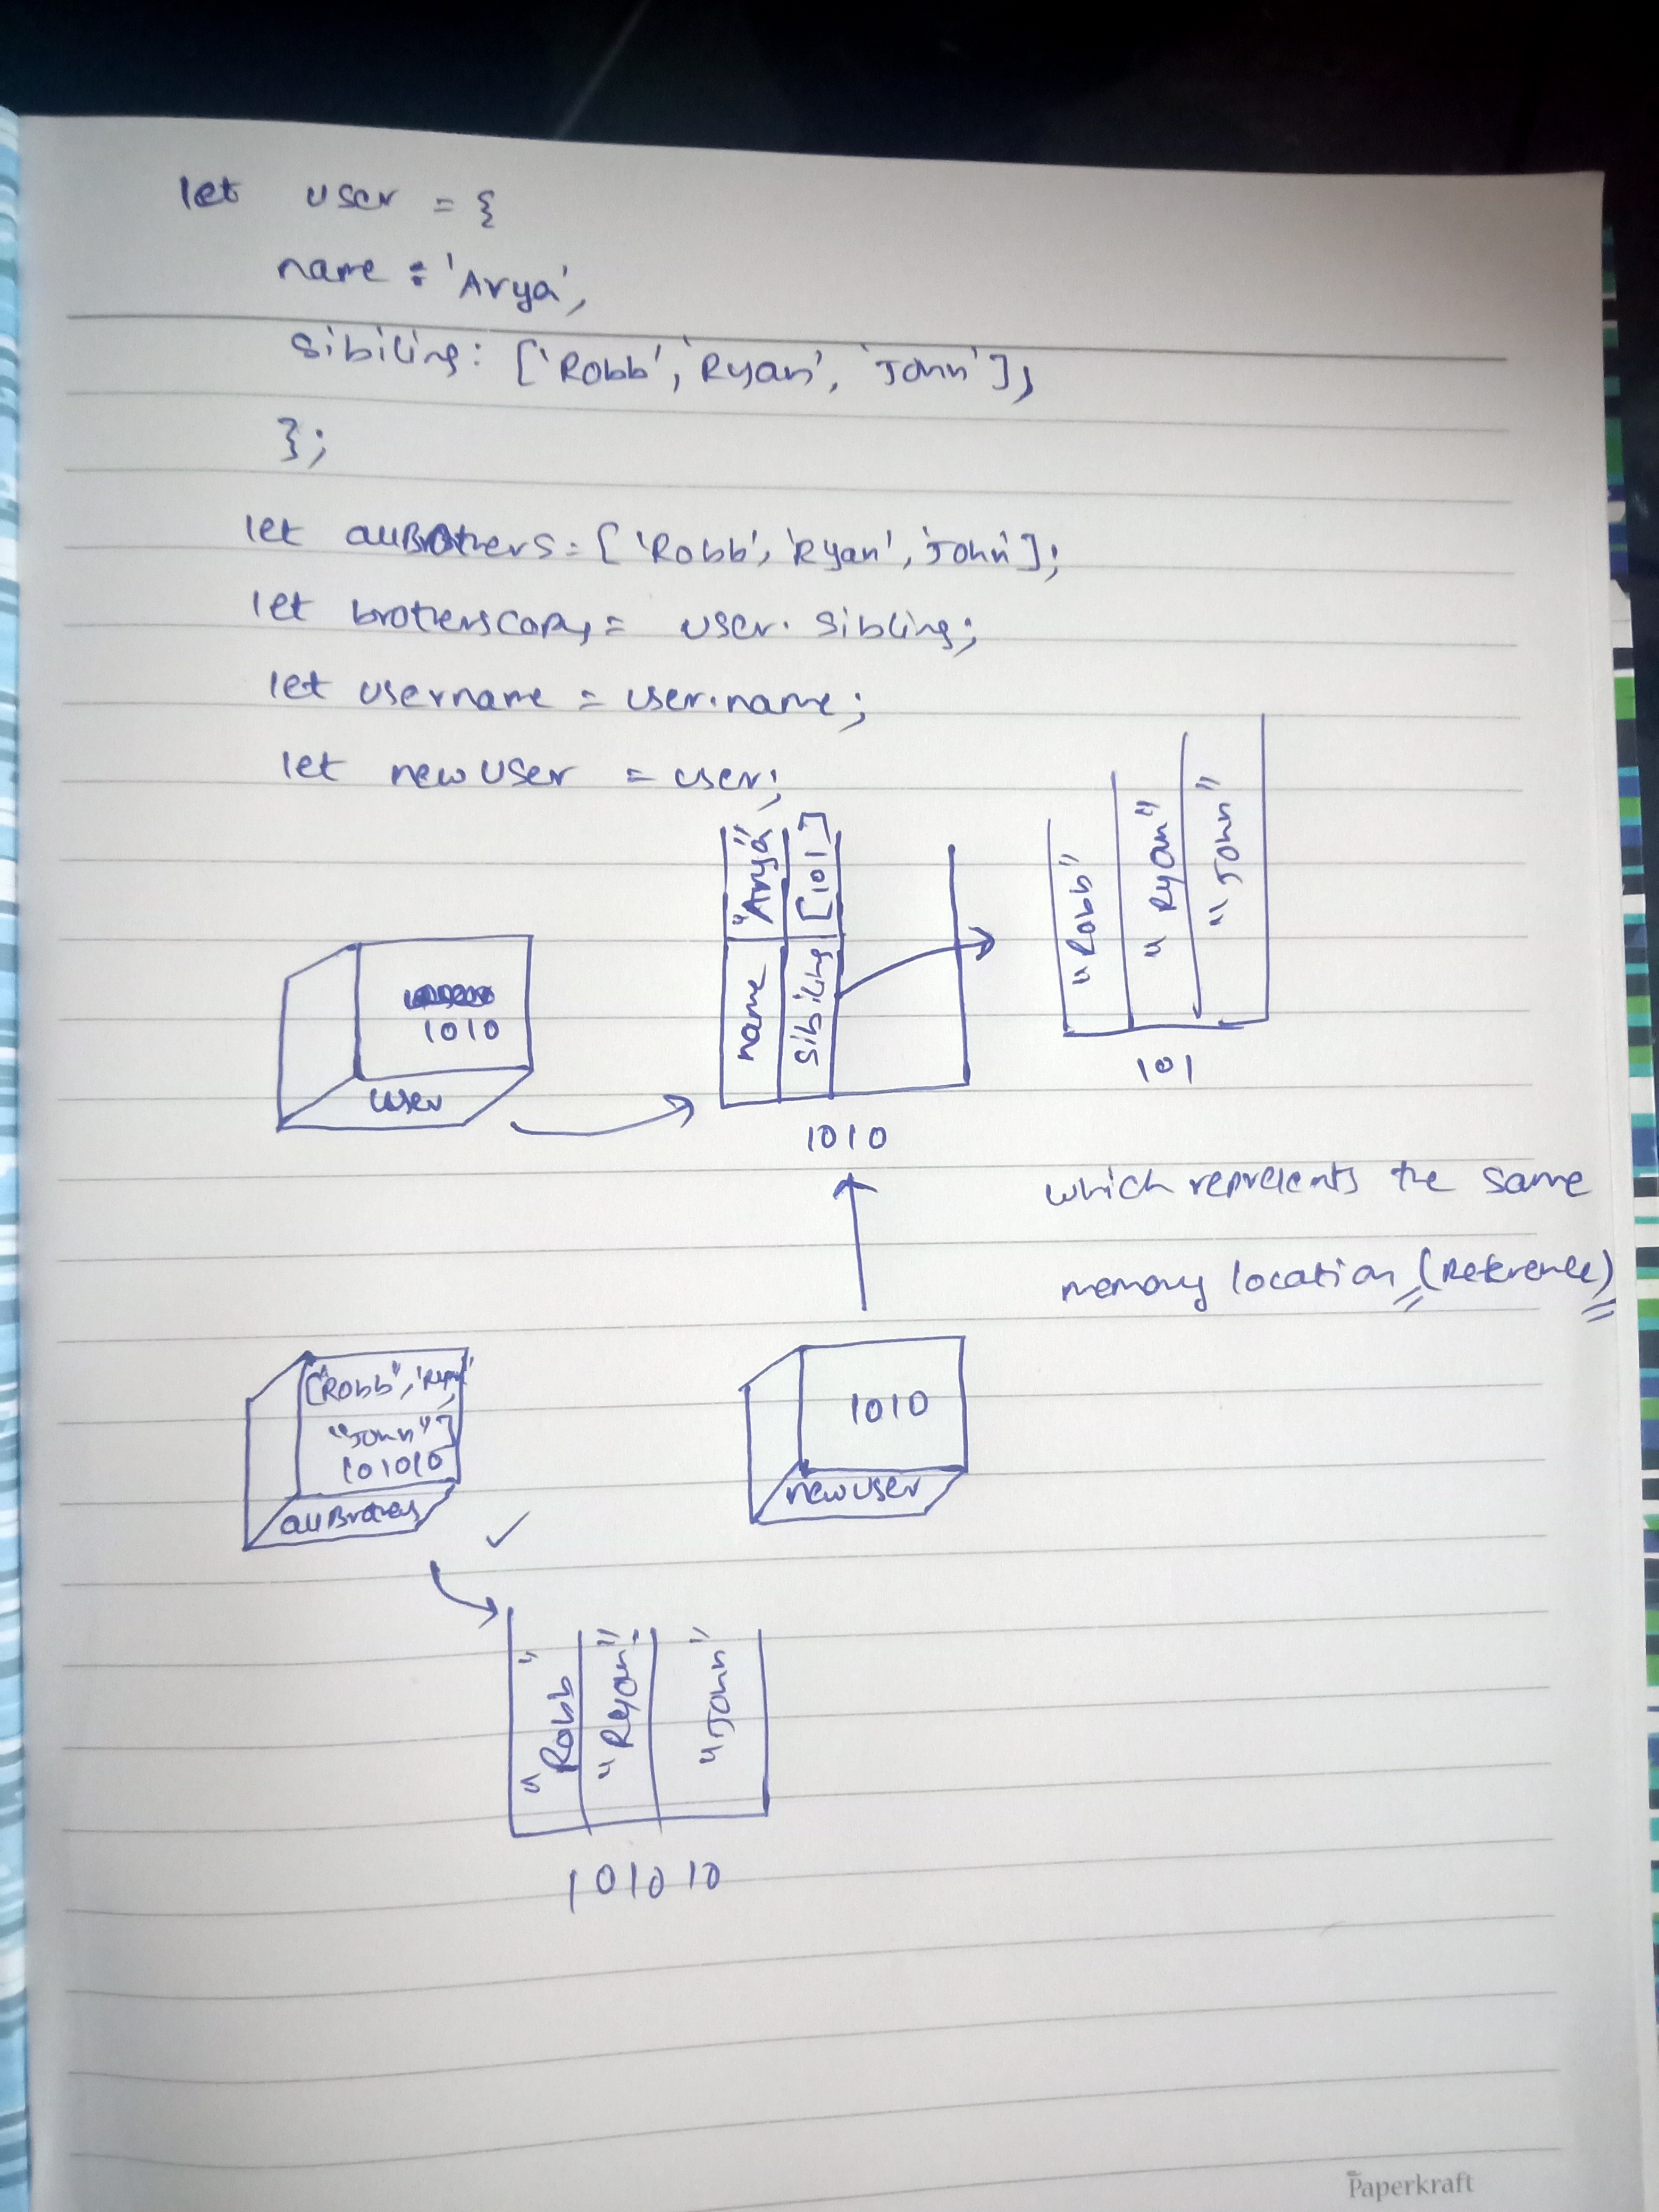 let user = {
name : 'Arya',
sibiling: ['Robb', 'Ryan', 'John'],
};
let allBrothers = ['Robb', 'Ryan', 'John'];
let brotherscopy = user. sibling;
let username = user.name;
let newUser = user;
"Arya" [101]
name sibiling
"Robb" "Ryan" "John"
1010
user
101
1010
which represents the same
memory location (Reference)
["Robb", 'Ryan'
"John"]
101010
allBrothers
1010
newUser
"Robb" "Ryan" "John"
101010
Paperkraft